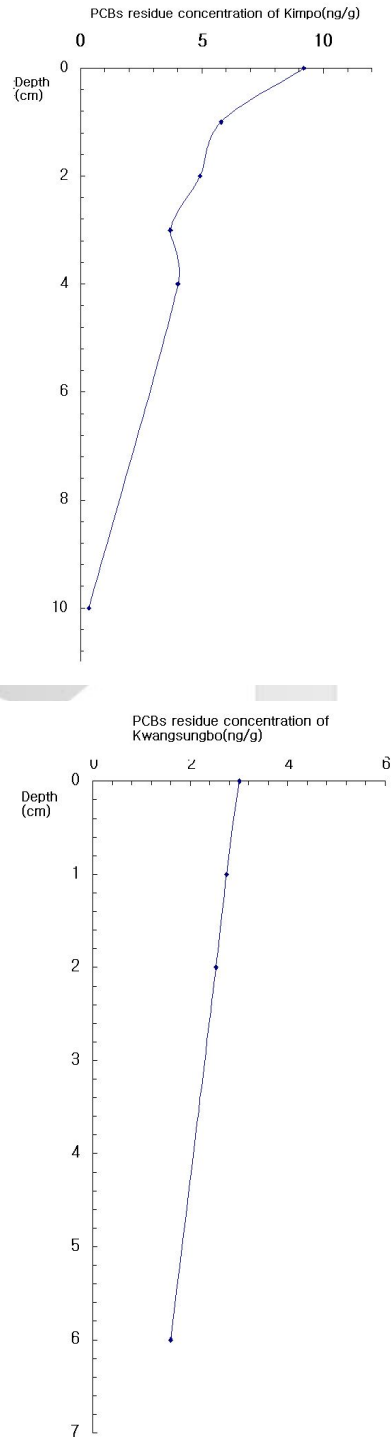 PCBs residue concentration of Kimpo(ng/g)
0 5 10
0
Depth
(cm)
2
4
6
8
10
PCBs residue concentration of
Kwangsungbo(ng/g)
0 2 4 6
0
Depth
(cm)
1
2
3
4
5
6
7